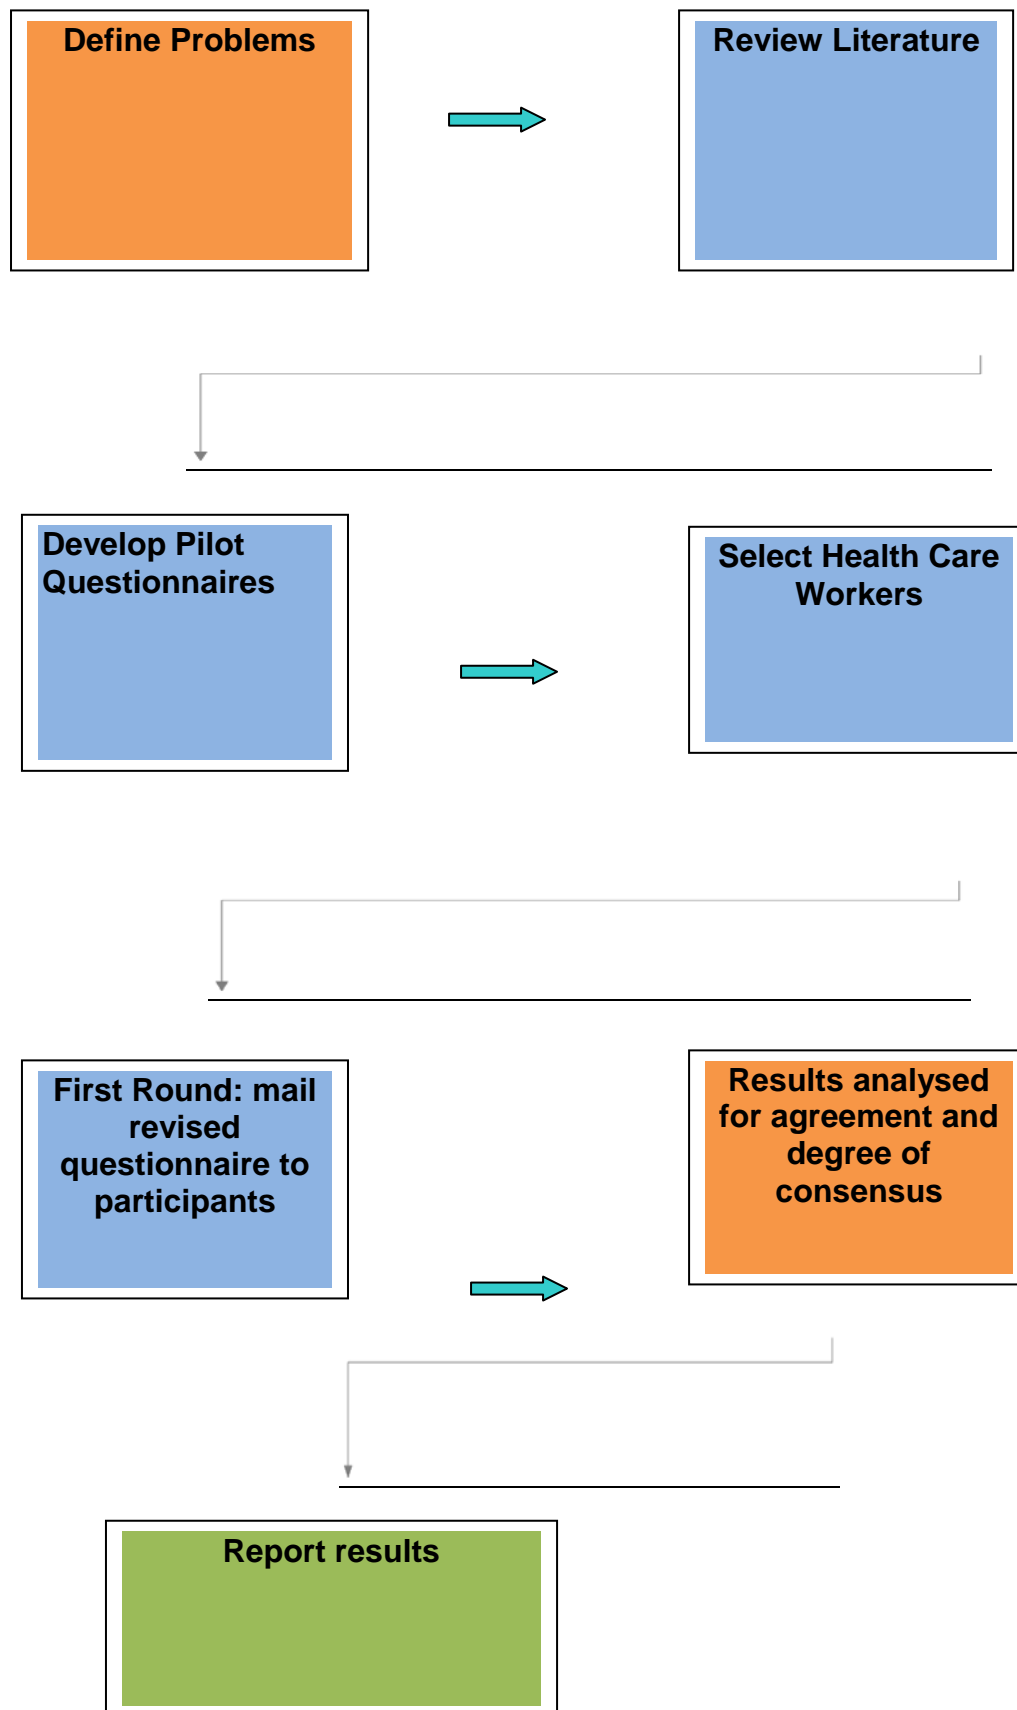 Define Problems
Review Literature
Develop Pilot
Questionnaires
Select Health Care
Workers
First Round: mail
revised
questionnaire to
participants
Results analysed
for agreement and
degree of
consensus
Report results